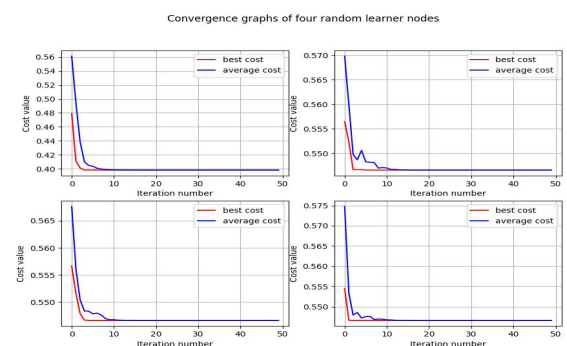 Convergence graphs of four random learner nodes
best cost
average cost
Cost value
0.56
0.54
0.52
0.50
0.48
0.46
0.44
0.42
0.40
0 10 20 30 40 50
Iteration number
best cost
average cost
Cost value
0.570
0.565
0.560
0.555
0.550
0 10 20 30 40 50
Iteration number
best cost
average cost
Cost value
0.565
0.560
0.555
0.550
0 10 20 30 40 50
Iteration number
best cost
average cost
Cost value
0.575
0.570
0.565
0.560
0.555
0.550
0 10 20 30 40 50
Iteration number